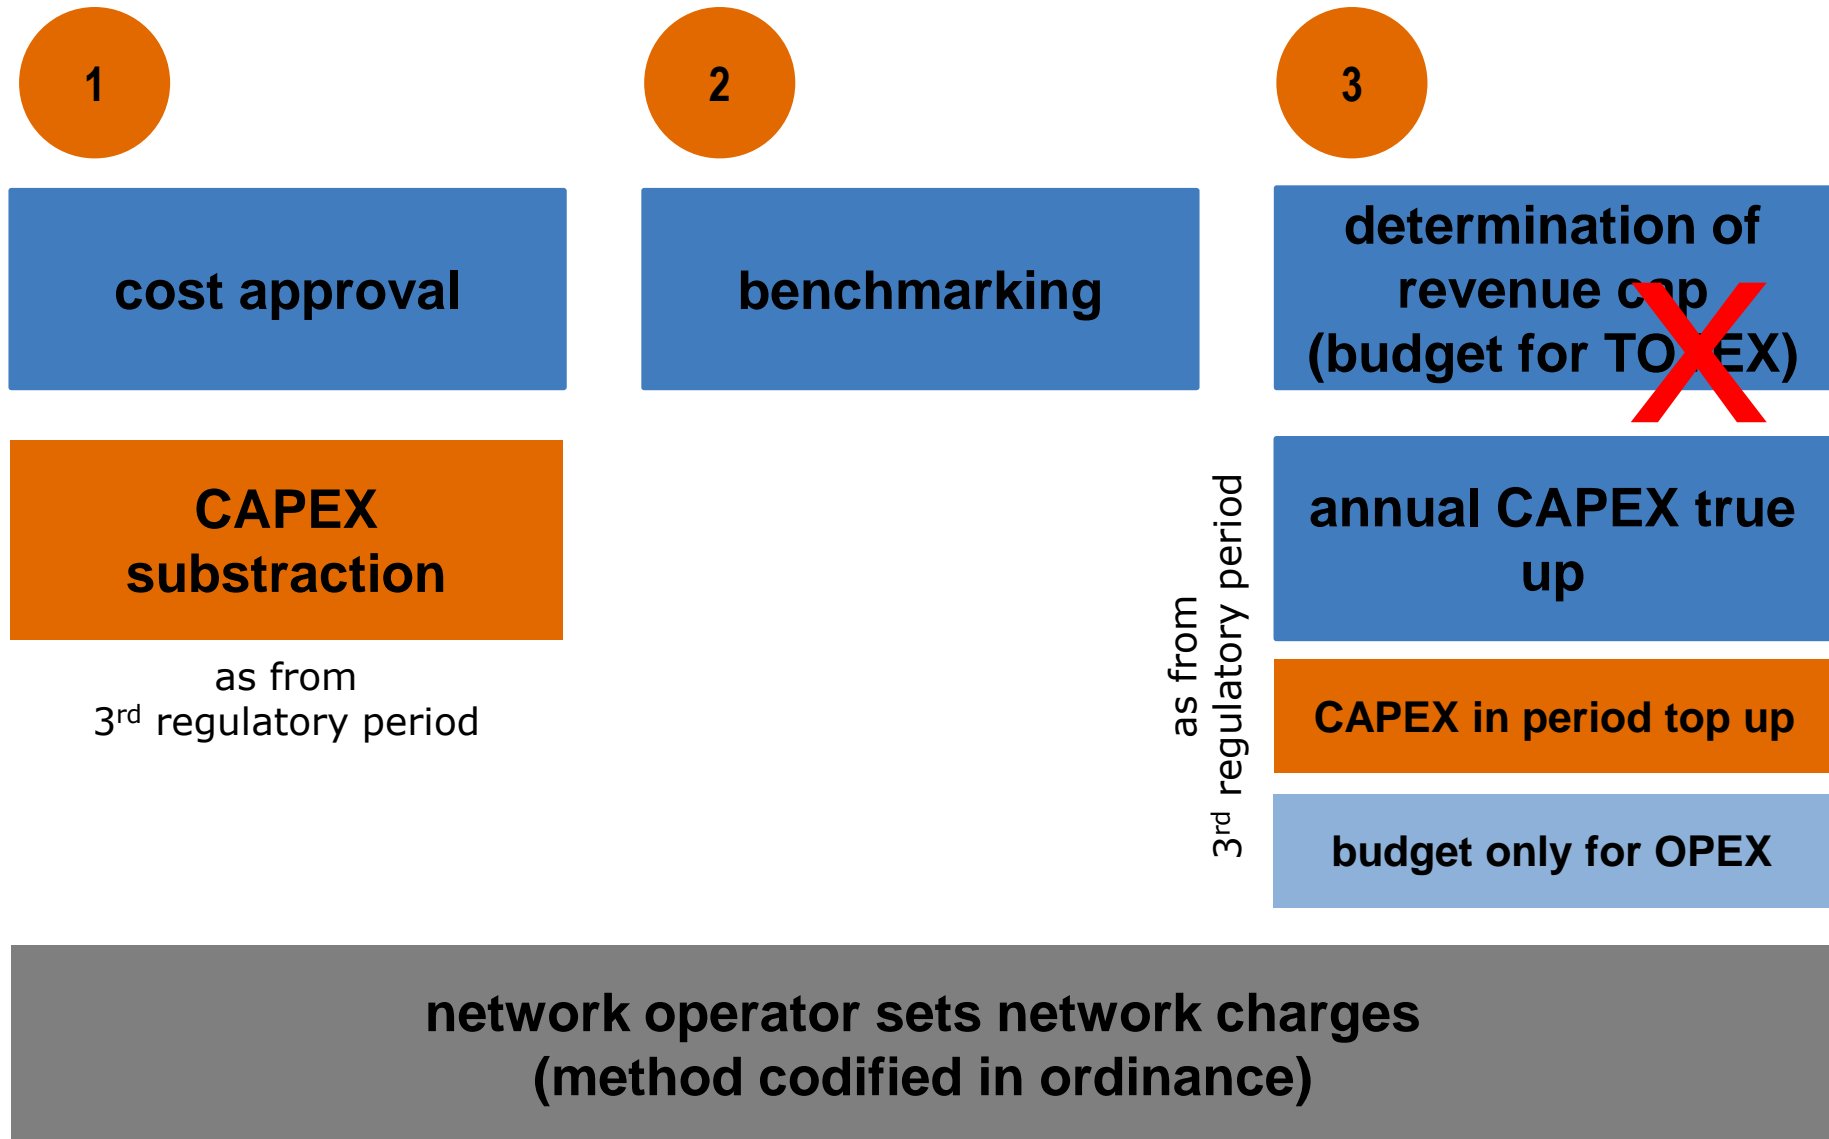 1
cost approval
CAPEX
substraction
as from
3rd regulatory period
2
benchmarking
3
determination of
revenue cap
(budget for TOTEX)
X
as from
3rd regulatory period
annual CAPEX true
up
CAPEX in period top up
budget only for OPEX
network operator sets network charges
(method codified in ordinance)